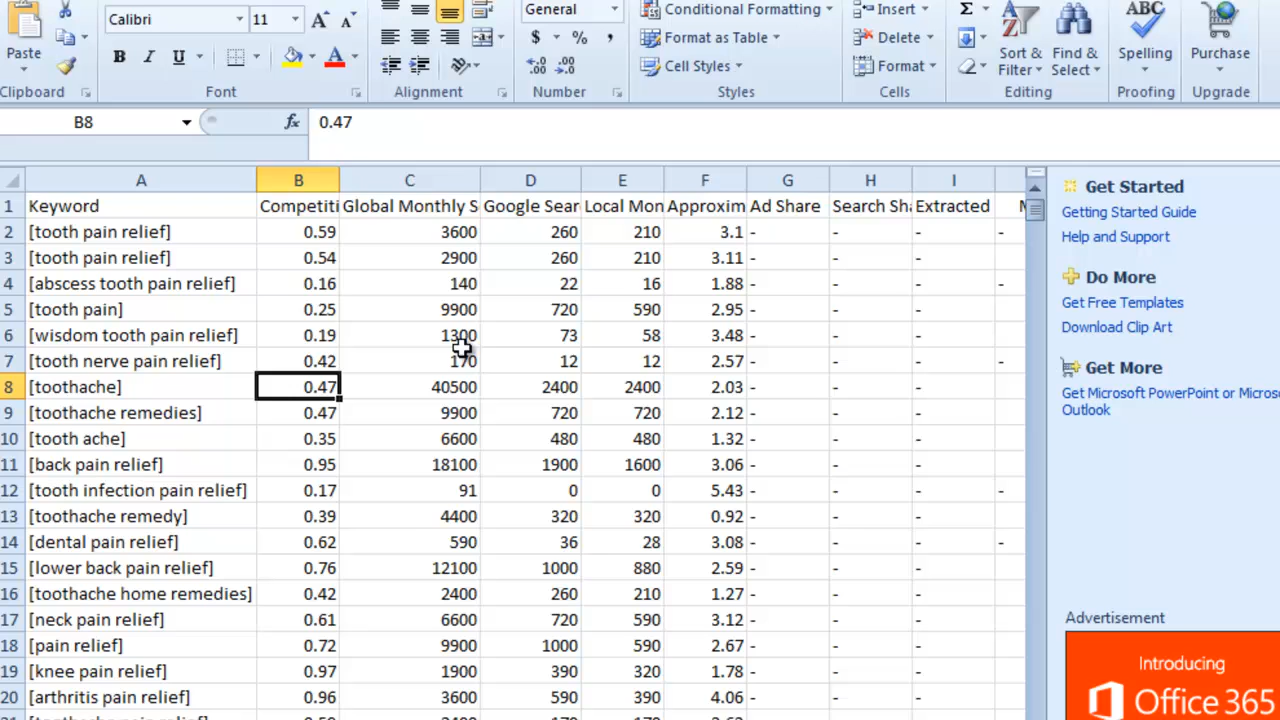 Calibri 11 A A General Conditional Formatting Insert Σ ABC
Paste $ % , Format as Table Delete Sort & Find & Spelling Purchase
B I U A .00 .0 Cell Styles Format Filter Select
Clipboard Font Alignment Number Styles Cells Editing Proofing Upgrade
B8 fx 0.47
A B C D E F G H I
1 Keyword Competiti Global Monthly S Google Sear Local Mon Approxim Ad Share Search Sha Extracted
2 [tooth pain relief] 0.59 3600 260 210 3.1 - - - -
3 [tooth pain relief] 0.54 2900 260 210 3.11 - - -
4 [abscess tooth pain relief] 0.16 140 22 16 1.88 - - - -
5 [tooth pain] 0.25 9900 720 590 2.95 - - -
6 [wisdom tooth pain relief] 0.19 1300 73 58 3.48 - - -
7 [tooth nerve pain relief] 0.42 170 12 12 2.57 - - - -
8 [toothache] 0.47 40500 2400 2400 2.03 - - -
9 [toothache remedies] 0.47 9900 720 720 2.12 - - -
10 [tooth ache] 0.35 6600 480 480 1.32 - - -
11 [back pain relief] 0.95 18100 1900 1600 3.06 - - -
12 [tooth infection pain relief] 0.17 91 0 0 5.43 - - - -
13 [toothache remedy] 0.39 4400 320 320 0.92 - - -
14 [dental pain relief] 0.62 590 36 28 3.08 - - - -
15 [lower back pain relief] 0.76 12100 1000 880 2.59 - - -
16 [toothache home remedies] 0.42 2400 260 210 1.27 - - -
17 [neck pain relief] 0.61 6600 720 590 3.12 - - -
18 [pain relief] 0.72 9900 1000 590 2.67 - - -
19 [knee pain relief] 0.97 1900 390 320 1.78 - - -
20 [arthritis pain relief] 0.96 3600 590 390 4.06 - - -
Get Started
Getting Started Guide
Help and Support
Do More
Get Free Templates
Download Clip Art
Get More
Get Microsoft PowerPoint or Micros
Outlook
Advertisement
Introducing
Office 365